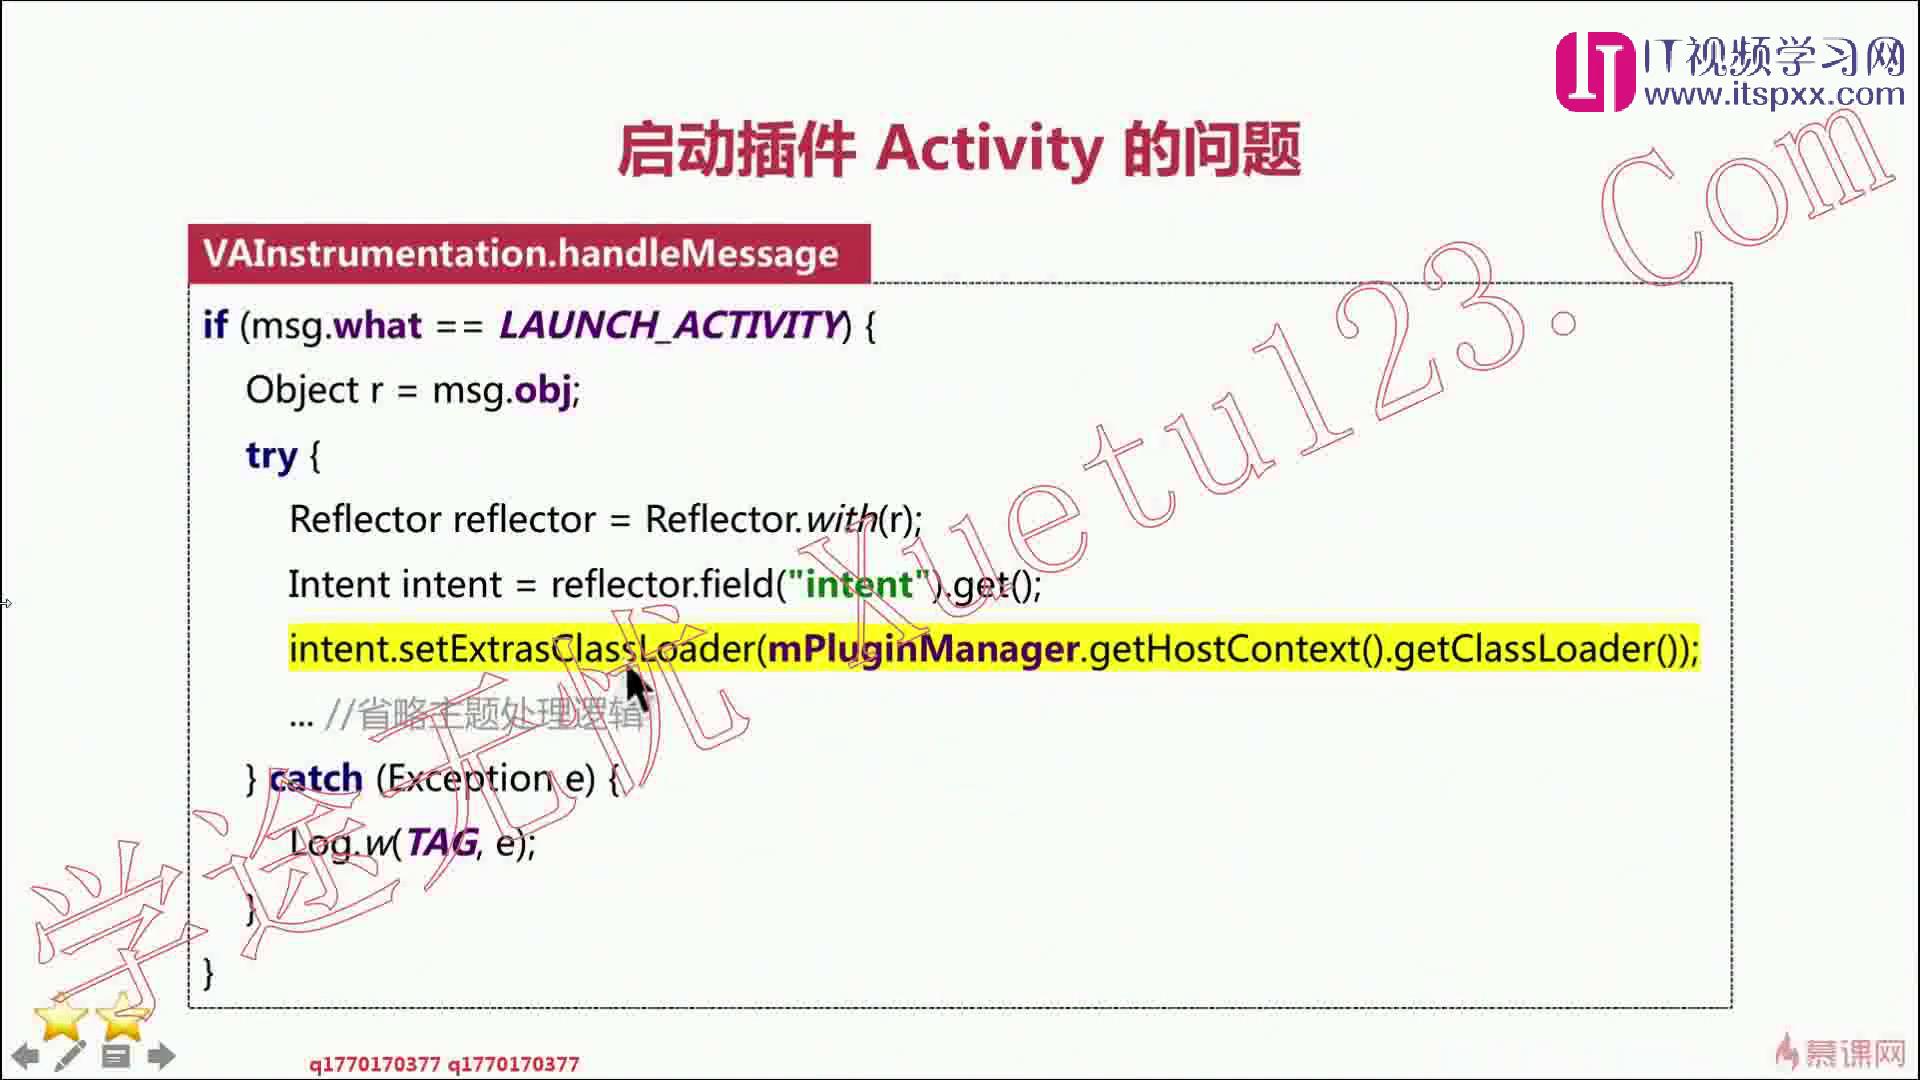 IT视频学习网
www.itspxx.com
启动插件 Activity 的问题
VAInstrumentation.handleMessage
if (msg.what == LAUNCH_ACTIVITY) {
Object r = msg.obj;
try {
Reflector reflector = Reflector.with(r);
Intent intent = reflector.field("intent").get();
intent.setExtrasClassLoader(mPluginManager.getHostContext().getClassLoader());
... //省略主题处理逻辑
} catch (Exception e) {
Log.w(TAG, e);
}
}
学途无忧 Xuetu123.Com
q1770170377 q1770170377
慕课网